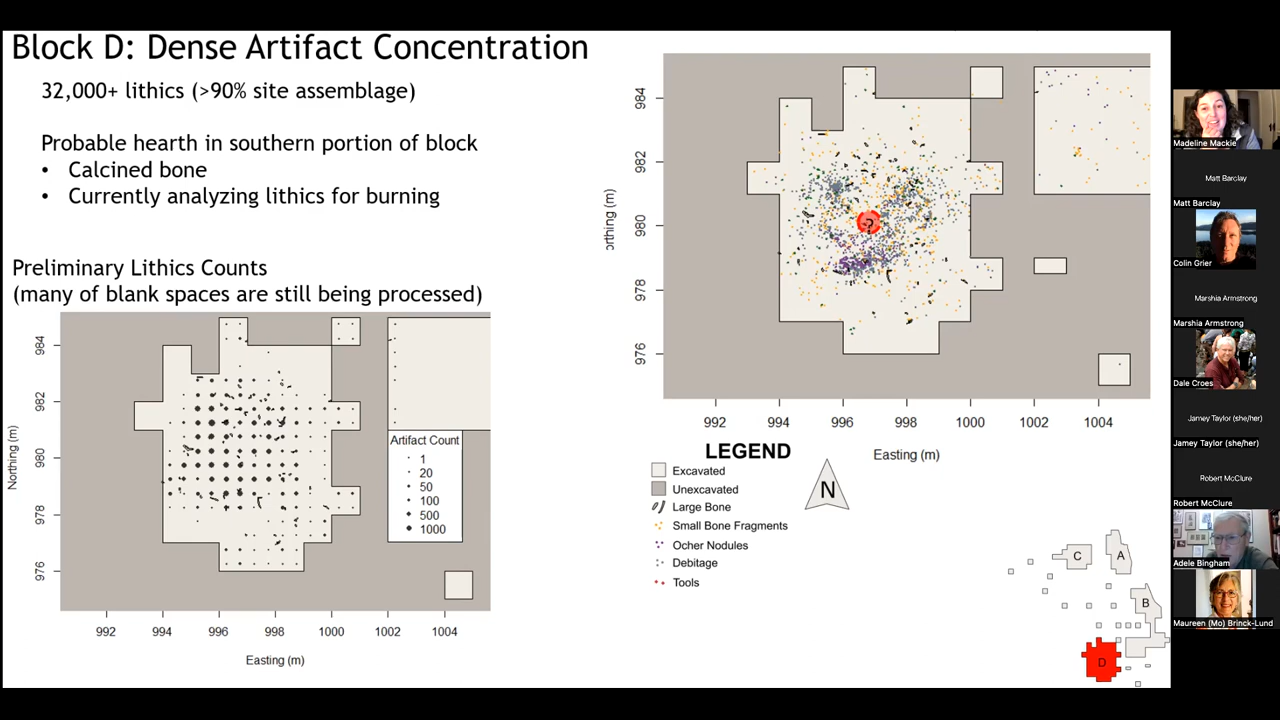 Block D: Dense Artifact Concentration
32,000+ lithics (>90% site assemblage)
Probable hearth in southern portion of block
• Calcined bone
• Currently analyzing lithics for burning
Preliminary Lithics Counts
(many of blank spaces are still being processed)
984
982
980
978
976
Northing (m)
992
994
996
998
1000
1002
1004
Easting (m)
Artifact Count
1
20
50
100
500
1000
984
982
980
978
976
orthing (m)
?
992
994
996
998
1000
1002
1004
Easting (m)
LEGEND
Excavated
Unexcavated
Large Bone
Small Bone Fragments
Ocher Nodules
Debitage
Tools
N
C
A
B
D
Madeline Mackie
Matt Barclay
Matt Barclay
Colin Grier
Marshia Armstrong
Marshia Armstrong
Dale Croes
Jamey Taylor (she/her)
Jamey Taylor (she/her)
Robert McClure
Robert McClure
Adele Bingham
Maureen (Mo) Brinck-Lund